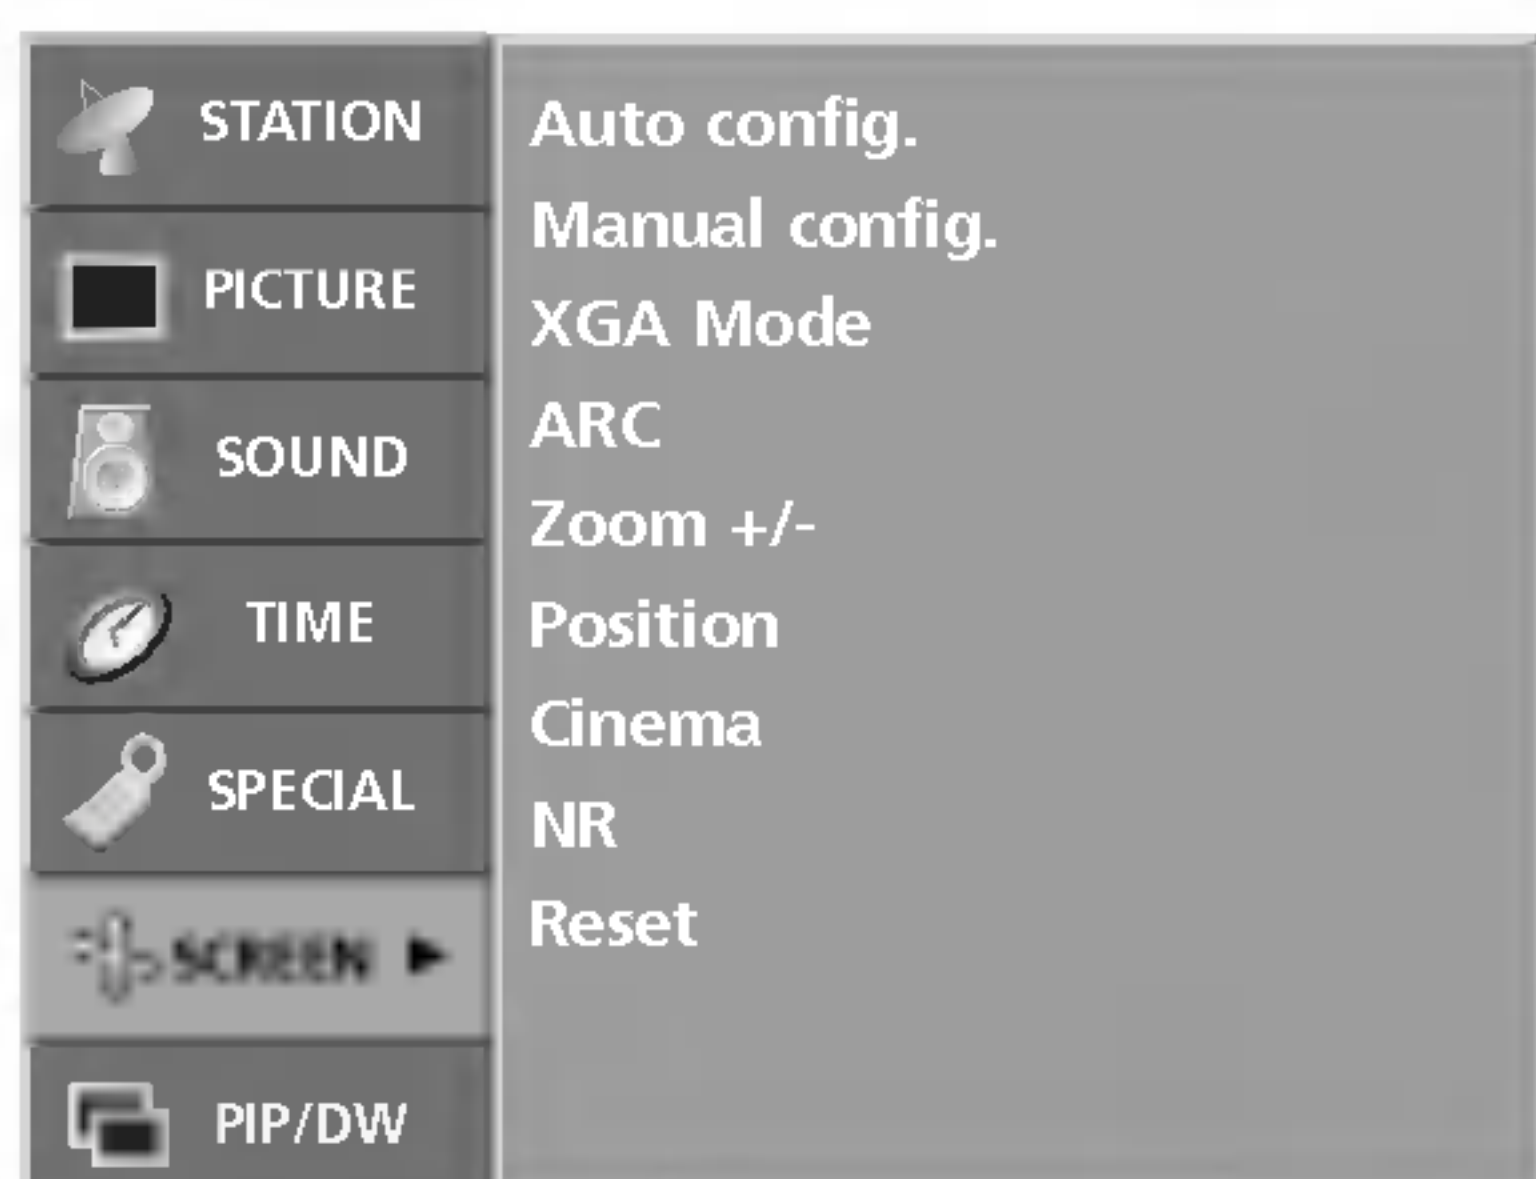 STATION
PICTURE
SOUND
TIME
SPECIAL
SCREEN
PIP/DW
Auto config.
Manual config.
XGA Mode
ARC
Zoom +/-
Position
Cinema
NR
Reset